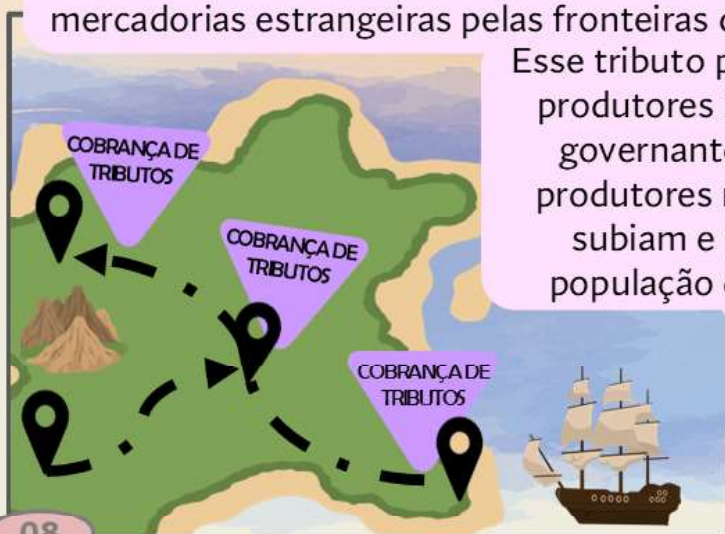 mercadorias estrangeiras pelas fronteiras
Esse tributo
produtores
produtores
subiam e
população
COBRANÇA DE
TRIBUTOS
COBRANÇA DE
TRIBUTOS
COBRANÇA DE
TRIBUTOS
08